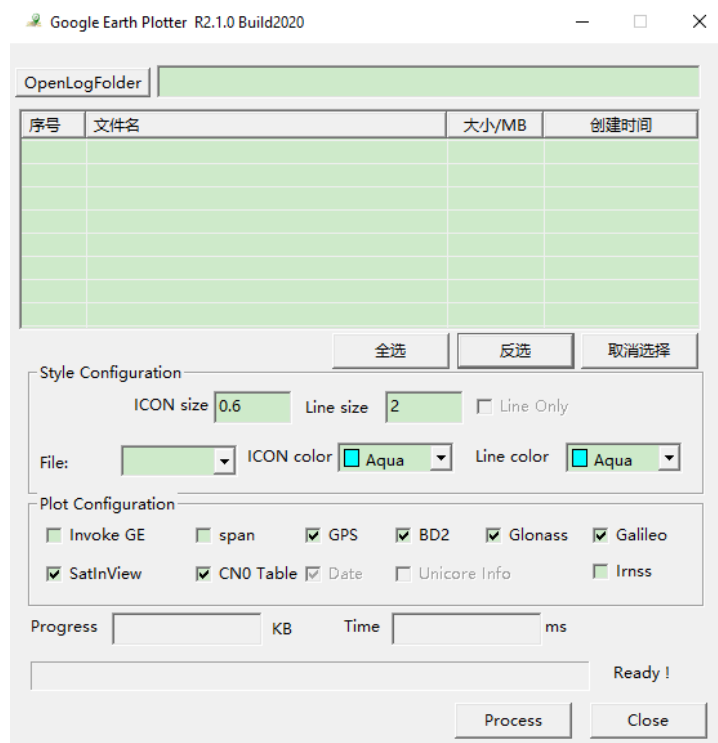 Google Earth Plotter R2.1.0 Build2020
OpenLogFolder
序号 文件名 大小/MB 创建时间
全选 反选 取消选择
Style Configuration
ICON size 0.6 Line size 2 Line Only
File: ICON color Aqua Line color Aqua
Plot Configuration
Invoke GE span GPS BD2 Glonass Galileo
SatInView CN0 Table Date Unicore Info Irnss
Progress KB Time ms
Ready !
Process Close